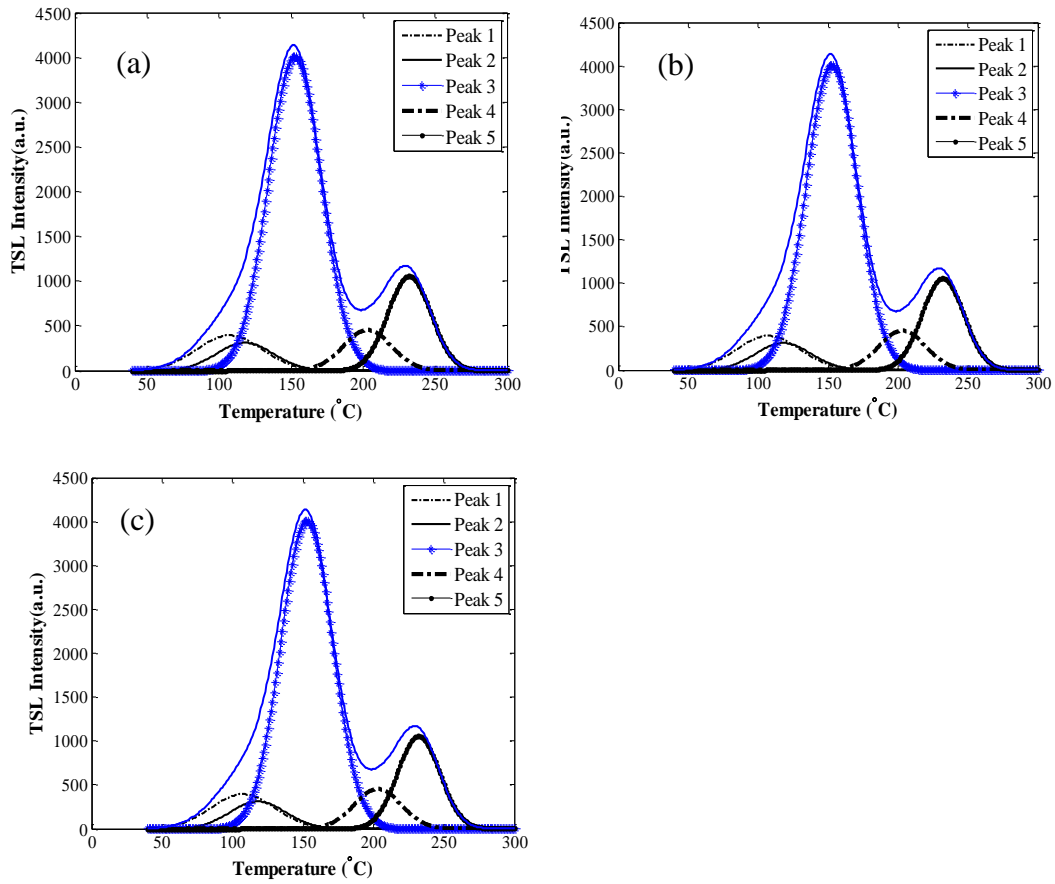 4500
4000
3500
3000
2500
2000
1500
1000
500
0
TSL Intensity(a.u.)
(a)
Peak 1
Peak 2
Peak 3
Peak 4
Peak 5
0 50 100 150 200 250 300
Temperature (°C)
4500
4000
3500
3000
2500
2000
1500
1000
500
0
TSL Intensity(a.u.)
(b)
Peak 1
Peak 2
Peak 3
Peak 4
Peak 5
0 50 100 150 200 250 300
Temperature (°C)
4500
4000
3500
3000
2500
2000
1500
1000
500
0
TSL Intensity(a.u.)
(c)
Peak 1
Peak 2
Peak 3
Peak 4
Peak 5
0 50 100 150 200 250 300
Temperature (°C)